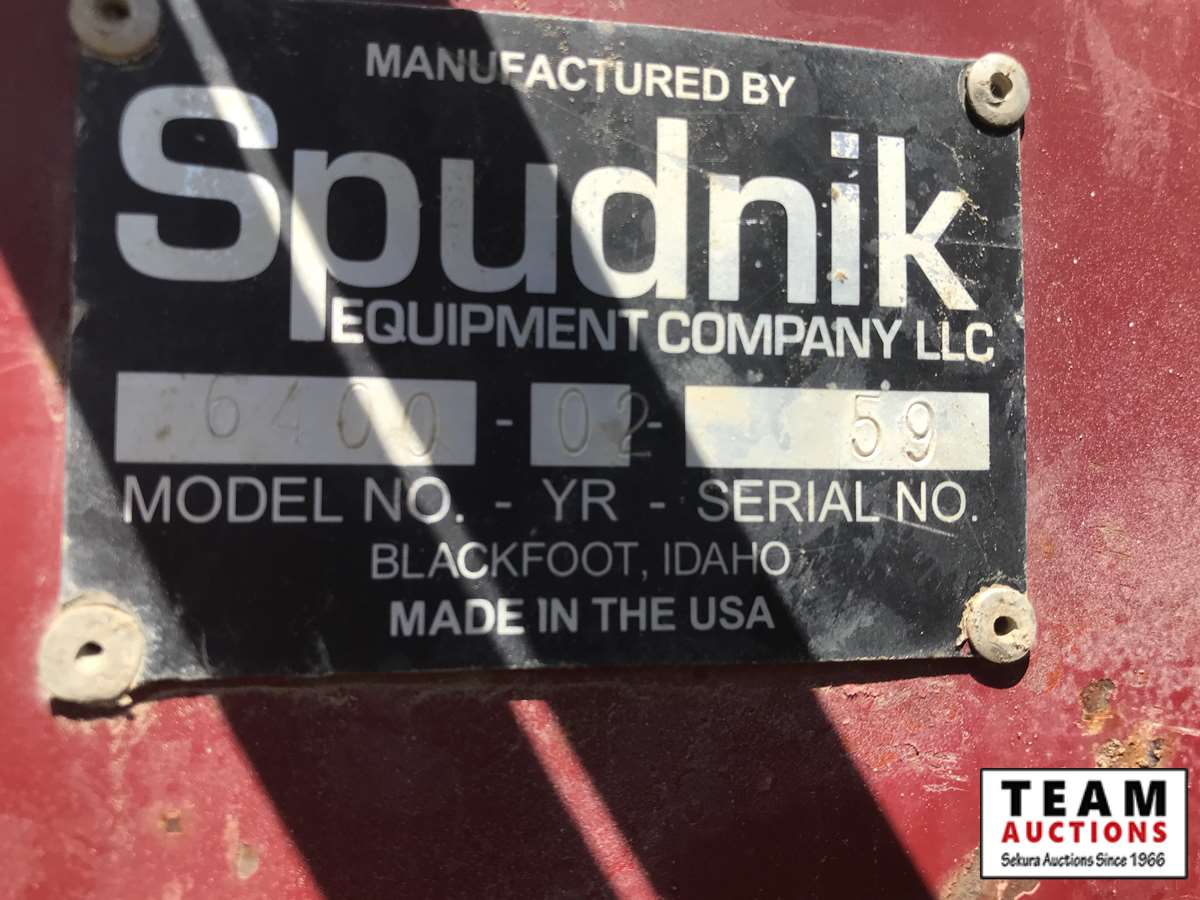 MANUFACTURED BY
Spudnik
EQUIPMENT COMPANY LLC
6400 - 02 - 59
MODEL NO. - YR - SERIAL NO.
BLACKFOOT, IDAHO
MADE IN THE USA
TEAM
AUCTIONS
Sekura Auctions Since 1966